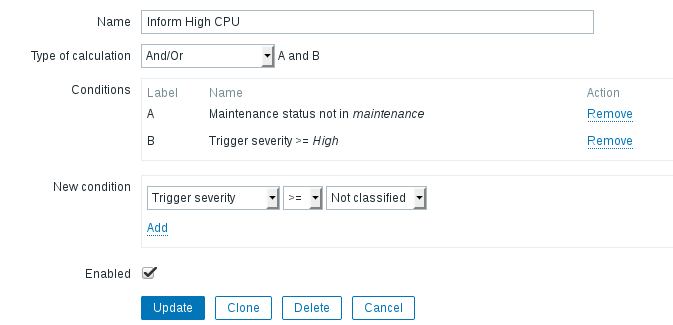 Name Inform High CPU
Type of calculation And/Or A and B
Conditions Label Name Action
A Maintenance status not in maintenance Remove
B Trigger severity >= High Remove
New condition Trigger severity >= Not classified
Add
Enabled
Update Clone Delete Cancel